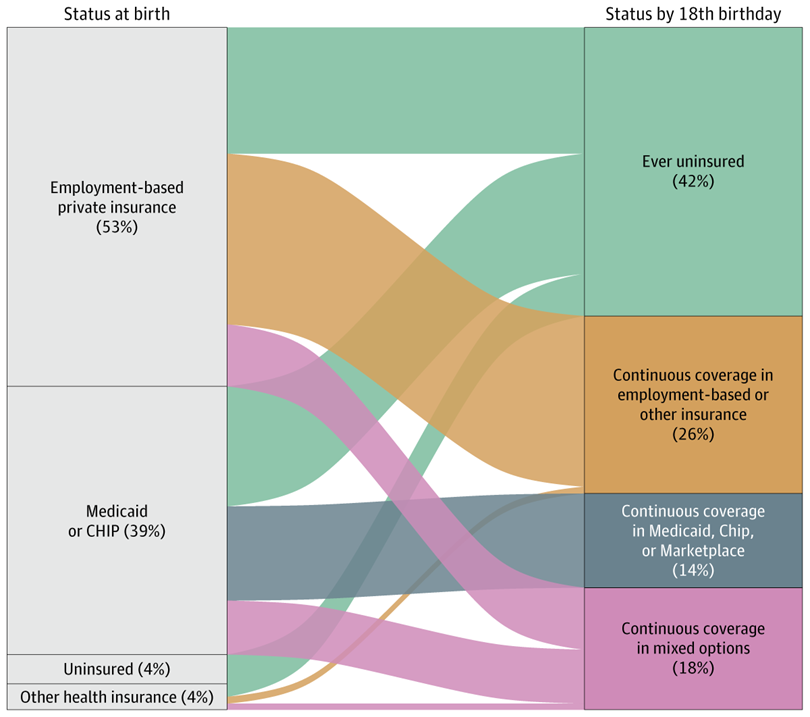 Status at birth
Status by 18th birthday
Employment-based
private insurance
(53%)
Medicaid
or CHIP (39%)
Uninsured (4%)
Other health insurance (4%)
Ever uninsured
(42%)
Continuous coverage in
employment-based or
other insurance
(26%)
Continuous coverage
in Medicaid, Chip,
or Marketplace
(14%)
Continuous coverage
in mixed options
(18%)